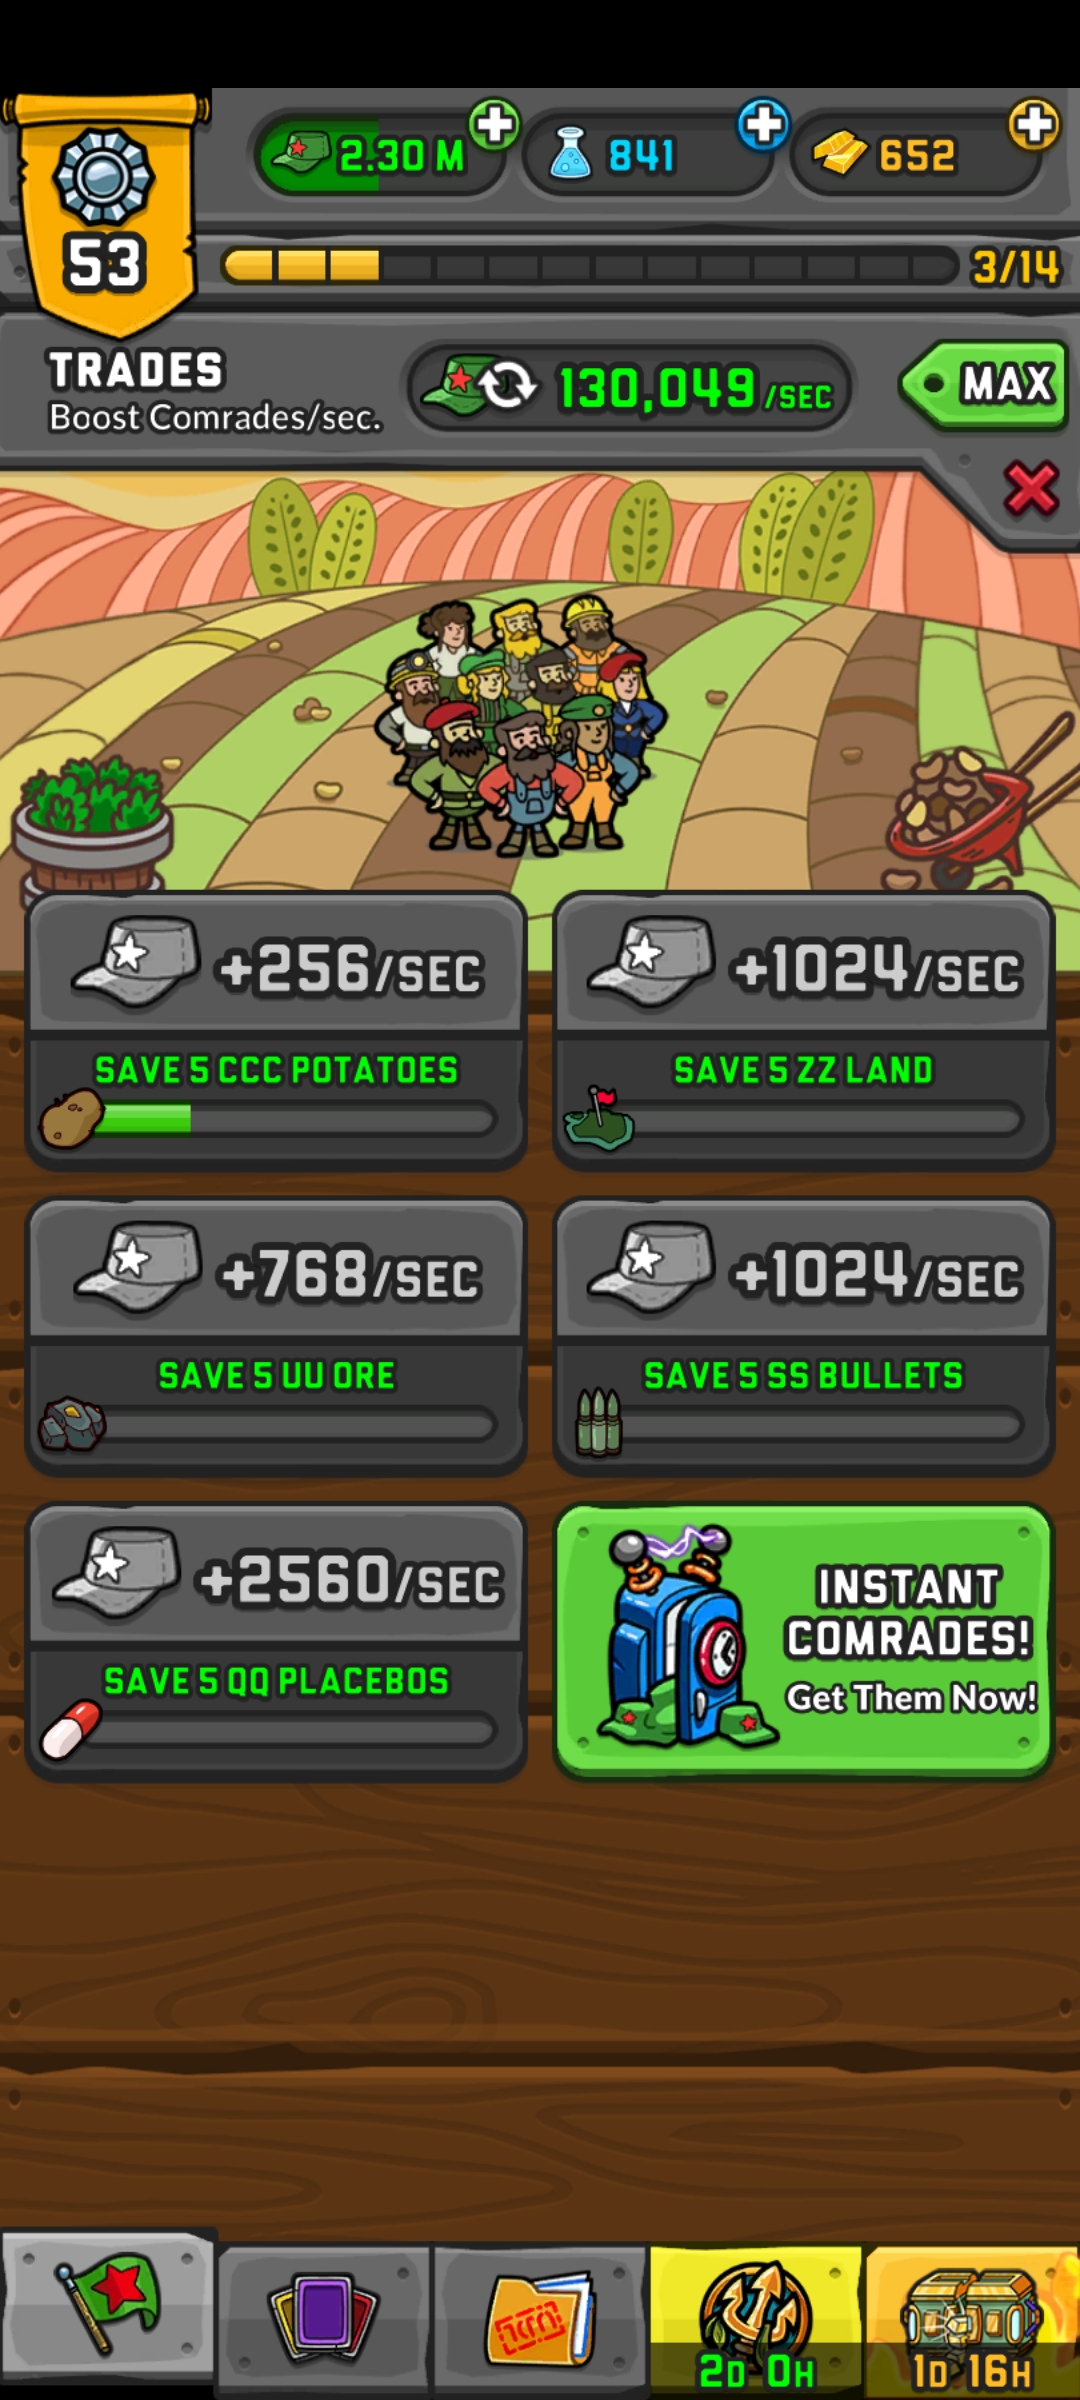 2.30 M
841
652
53
3/14
TRADES
Boost Comrades/sec.
130,049/SEC
MAX
+256/SEC
SAVE 5 CCC POTATOES
+1024/SEC
SAVE 5 ZZ LAND
+768/SEC
SAVE 5 UU ORE
+1024/SEC
SAVE 5 SS BULLETS
+2560/SEC
SAVE 5 QQ PLACEBOS
INSTANT
COMRADES!
Get Them Now!
2D 0H
1D 16H